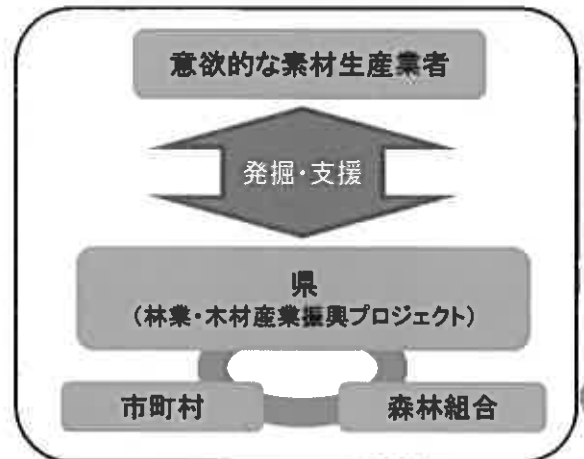 意欲的な素材生産業者
発掘・支援
県
（林業・木材産業振興プロジェクト）
市町村
森林組合